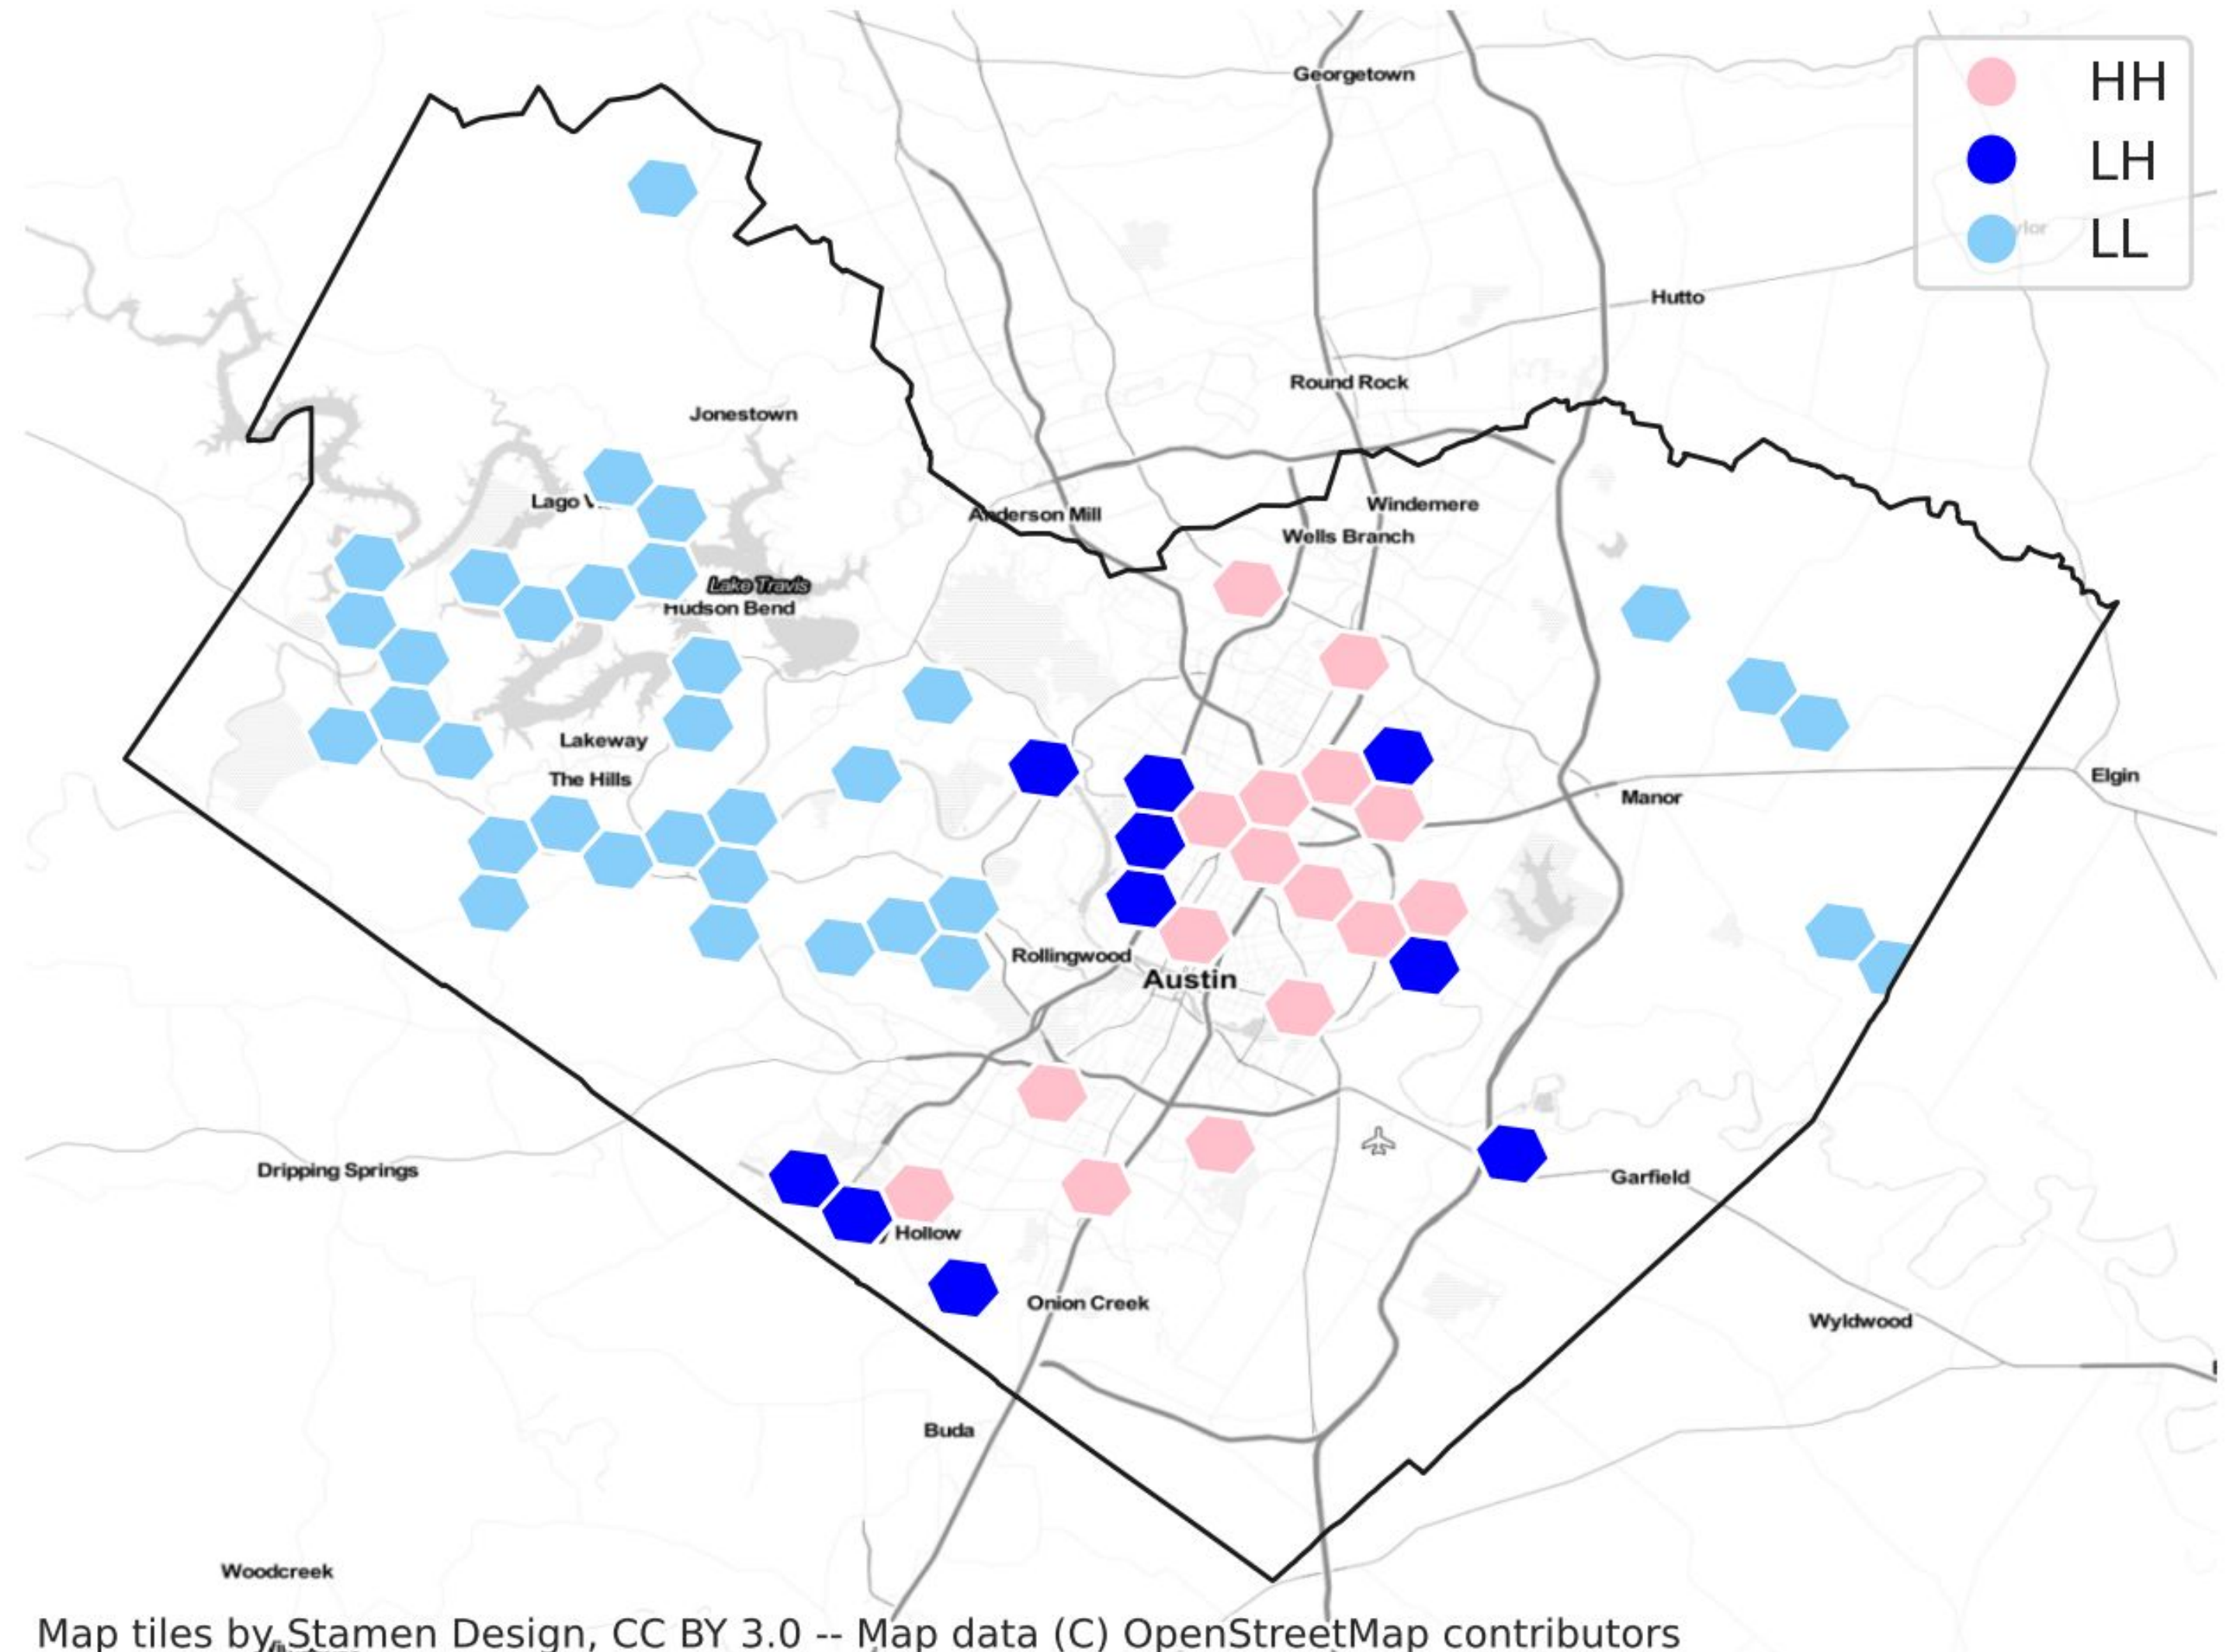 Georgetown
HH
LH
LL
Hutto
Round Rock
Jonestown
Lago
Anderson Mill
Windemere
Wells Branch
Lake Travis
Hudson Bend
Lakeway
The Hills
Elgin
Manor
Rollingwood
Austin
Dripping Springs
Garfield
Hollow
Onion Creek
Wyldwood
Buda
Woodcreek
Map tiles by Stamen Design, CC BY 3.0 -- Map data (C) OpenStreetMap contributors